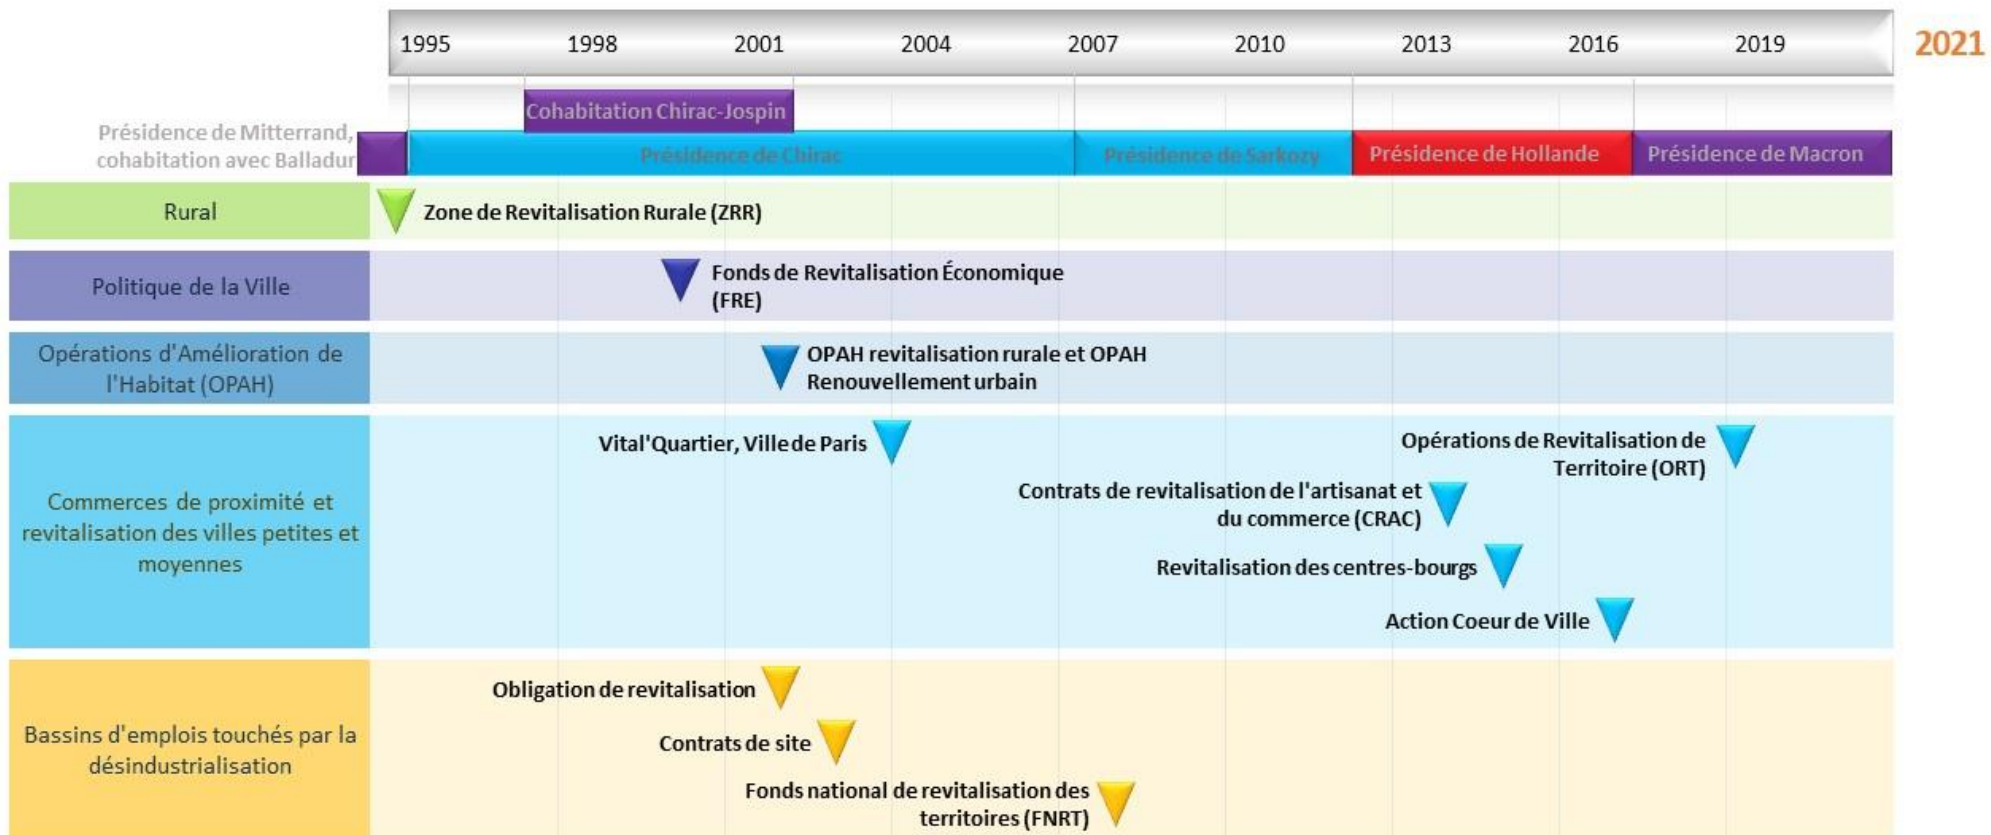 1995 1998 2001 2004 2007 2010 2013 2016 2019 2021
Cohabitation Chirac-Jospin
Présidence de Mitterrand,
cohabitation avec Balladur
Présidence de Chirac Présidence de Sarkozy Présidence de Hollande Présidence de Macron
Rural
Zone de Revitalisation Rurale (ZRR)
Politique de la Ville
Fonds de Revitalisation Économique
(FRE)
Opérations d'Amélioration de
l'Habitat (OPAH)
OPAH revitalisation rurale et OPAH
Renouvellement urbain
Commerces de proximité et
revitalisation des villes petites et
moyennes
Vital'Quartier, Ville de Paris
Opérations de Revitalisation de
Territoire (ORT)
Contrats de revitalisation de l'artisanat et
du commerce (CRAC)
Revitalisation des centres-bourgs
Action Coeur de Ville
Bassins d'emplois touchés par la
désindustrialisation
Obligation de revitalisation
Contrats de site
Fonds national de revitalisation des
territoires (FNRT)